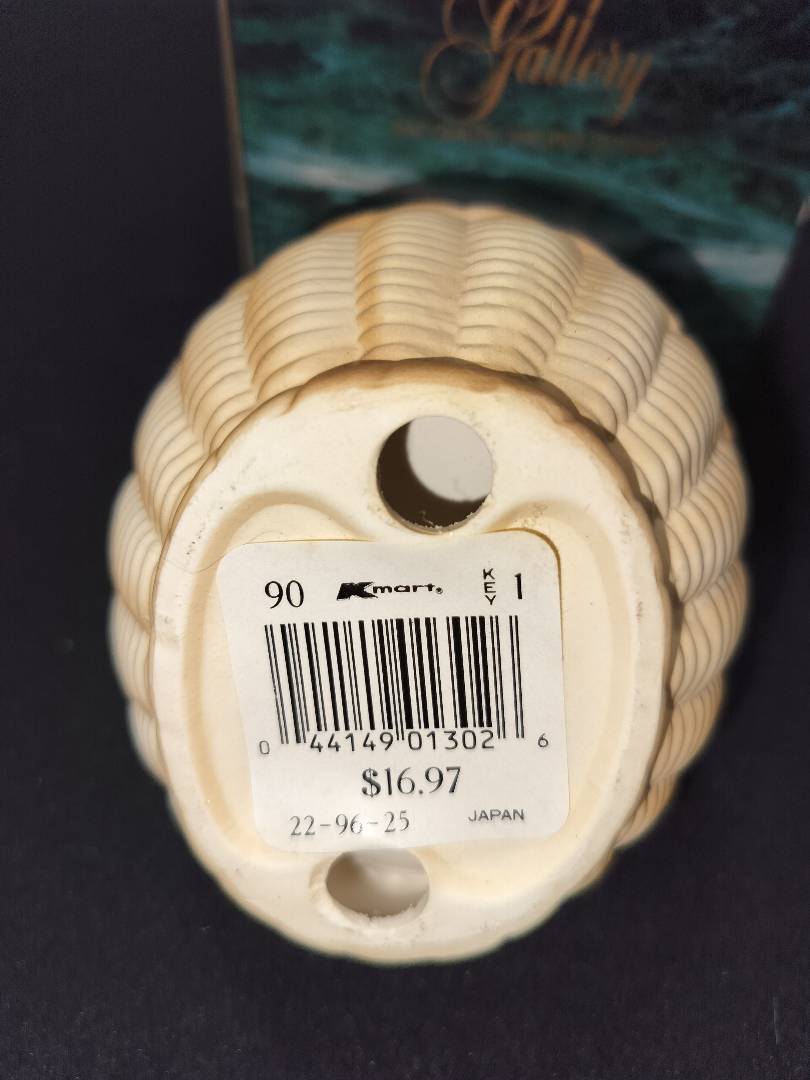 Gallery
90 Kmart® KEY 1
0 44149 01302 6
$16.97
22-96-25 JAPAN